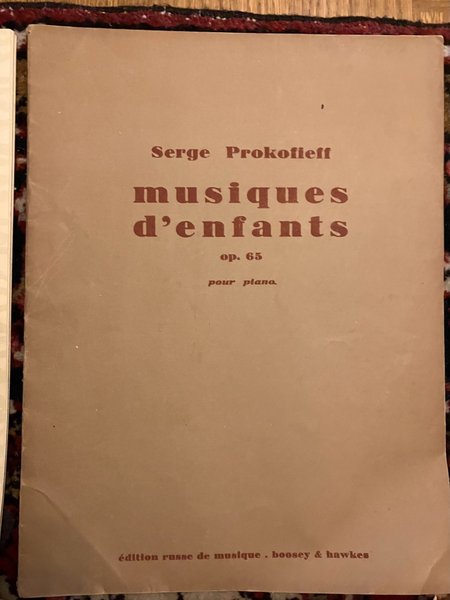 Serge Prokofieff
musiques
d'enfants
op. 65
pour piano.
édition russe de musique . boosey & hawkes